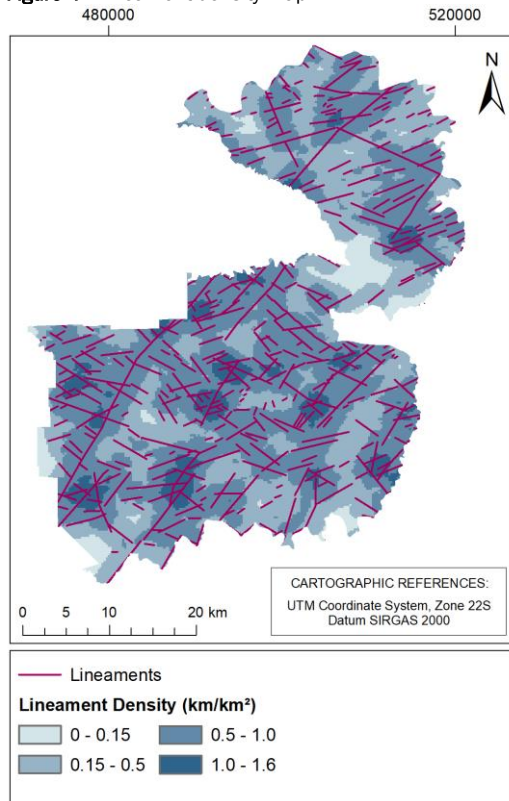 480000 520000
N
CARTOGRAPHIC REFERENCES:
UTM Coordinate System, Zone 22S
Datum SIRGAS 2000
0 5 10 20 km
Lineaments
Lineament Density (km/km²)
0 - 0.15 0.5 - 1.0
0.15 - 0.5 1.0 - 1.6